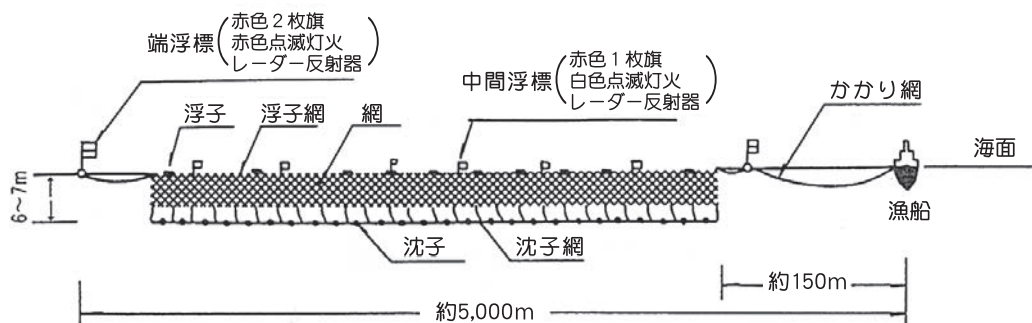 端浮標
赤色2枚旗
赤色点滅灯火
レーダー反射器
中間浮標
赤色1枚旗
白色点滅灯火
レーダー反射器
浮子
浮子網
網
かかり網
海面
6~7m
漁船
沈子
沈子網
約150m
約5,000m